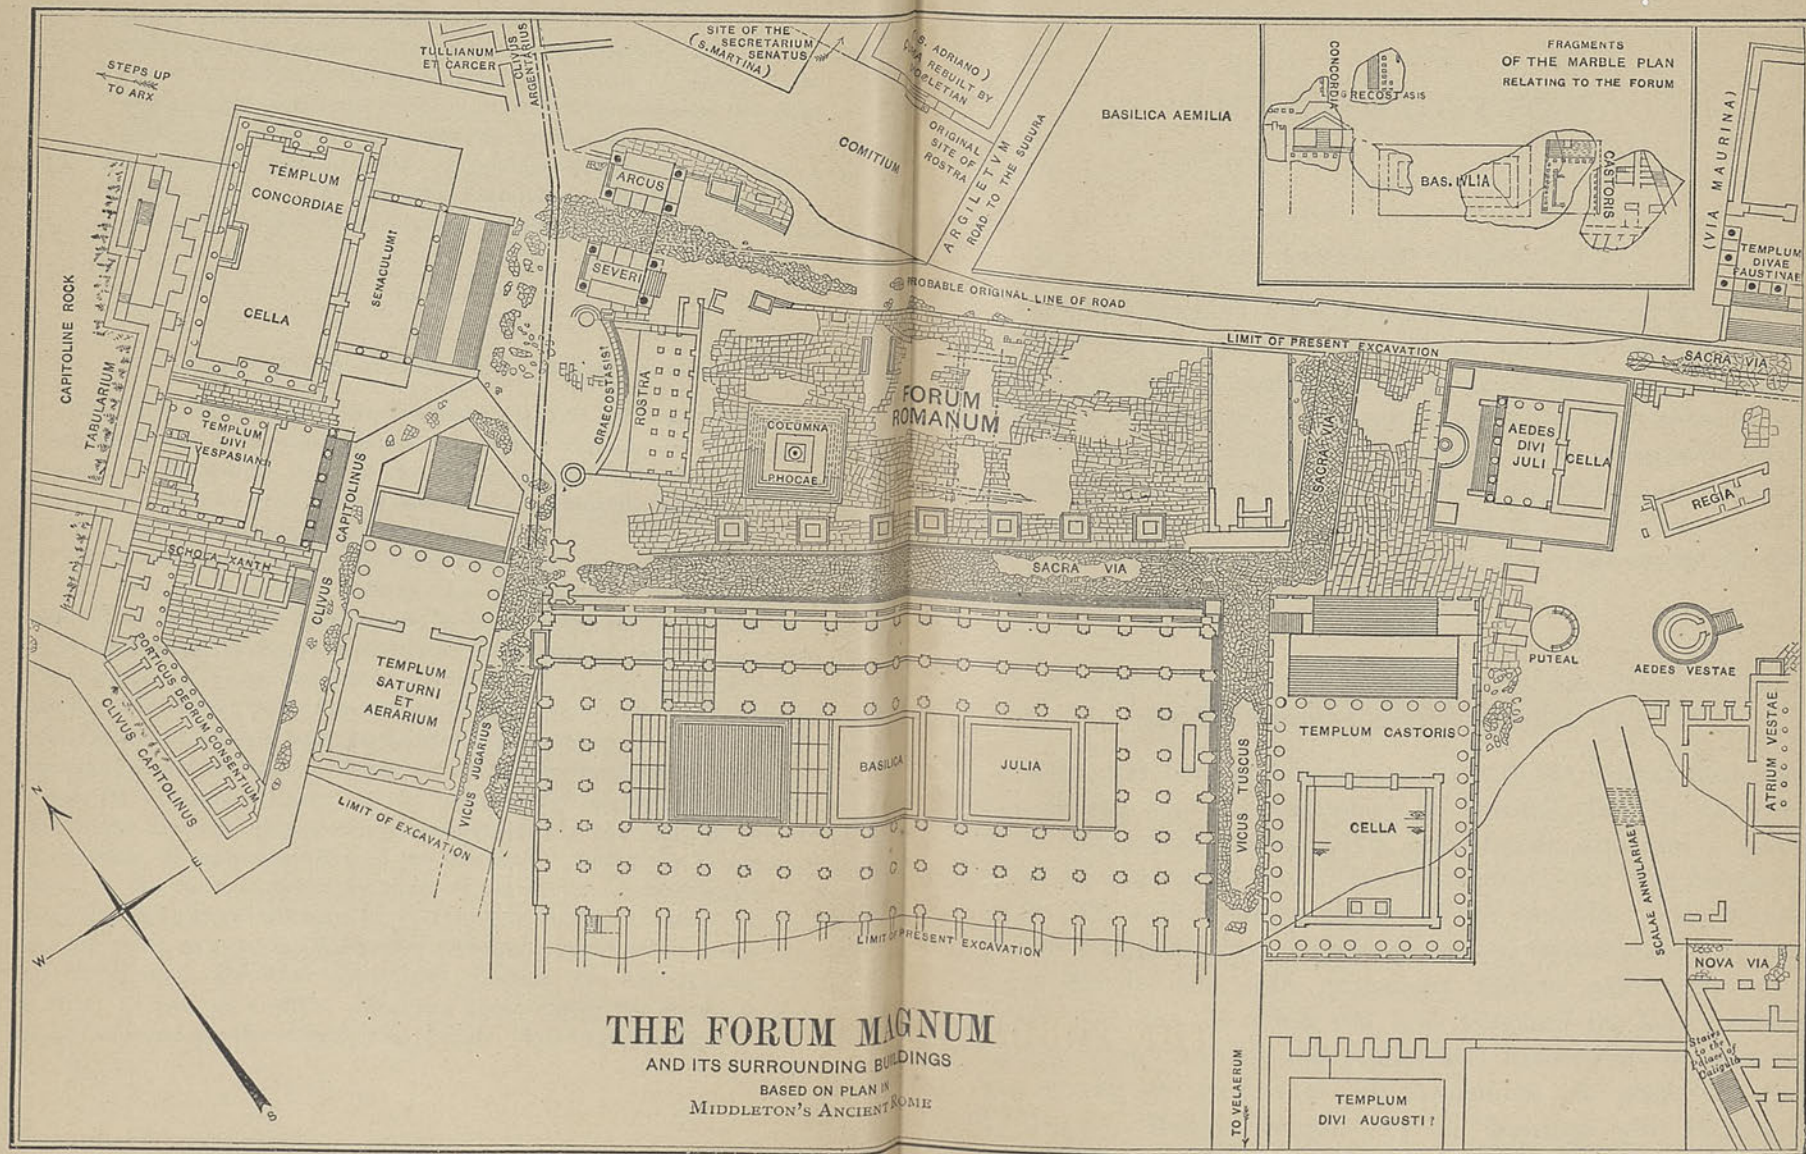 STEPS UP
TO ARX
TULLIANUM
ET CARCER
CLIVUS
ARGENTARIUS
SITE OF THE
SECRETARIUM
SENATUS
(S. MARTINA)
S. ADRIANO)
REBUILT BY
ORIGINAL
SITE OF
ROSTRA
COMITIUM
ARGILETVM
ROAD TO THE SUBURA
BASILICA AEMILIA
FRAGMENTS
OF THE MARBLE PLAN
RELATING TO THE FORUM
CONCORDIA
GRECOSTASIS
BAS. IVLIA
CASTORIS
(VIA MAURINA)
TEMPLUM
DIVAE
FAUSTINAE
CAPITOLINE ROCK
TABULARIUM
TEMPLUM
CONCORDIAE
CELLA
SENACULUM?
ARCUS
SEVERI
PROBABLE ORIGINAL LINE OF ROAD
LIMIT OF PRESENT EXCAVATION
SACRA VIA
GRAECOSTASIS?
ROSTRA
COLUMNA
PHOCAE
FORUM
ROMANUM
SACRA VIA
AEDES
DIVI
JULI
CELLA
REGIA
TEMPLUM
DIVI
VESPASIANI
CLIVUS CAPITOLINUS
SCHOLA XANTH
PORTICUS DEORUM CONSENTIUM
CLIVUS CAPITOLINUS
TEMPLUM
SATURNI
ET
AERARIUM
LIMIT OF EXCAVATION
VICUS JUGARIUS
SACRA VIA
BASILICA JULIA
LIMIT OF PRESENT EXCAVATION
VICUS TUSCUS
TEMPLUM CASTORIS
CELLA
PUTEAL
AEDES VESTAE
ATRIUM VESTAE
SCALAE ANNULARIAE?
NOVA VIA
Stairs
to the
Palace of
Caligula
TO VELAERUM
TEMPLUM
DIVI AUGUSTI?
N
E
W
S
THE FORUM MAGNUM
AND ITS SURROUNDING BUILDINGS
BASED ON PLAN IN
MIDDLETON'S ANCIENT ROME